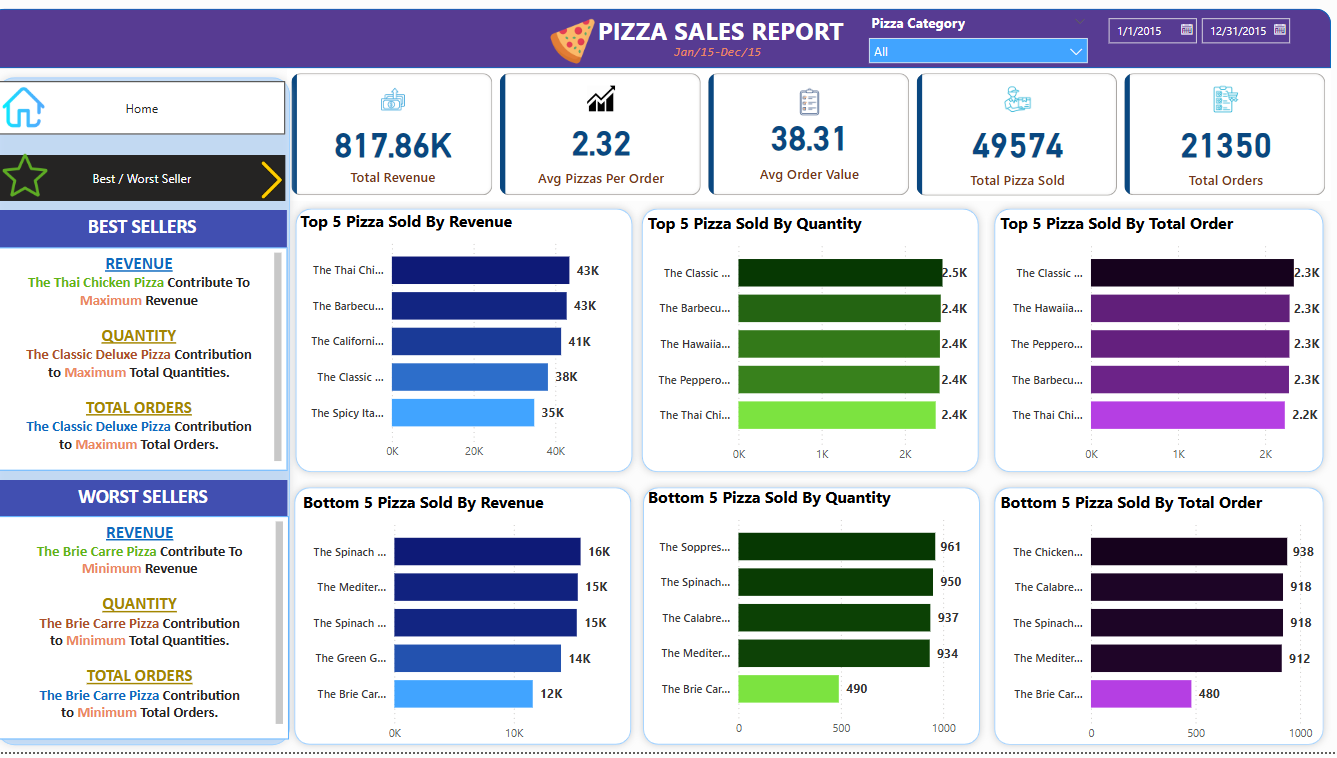 PIZZA SALES REPORT
Jan/15-Dec/15
Pizza Category
All
1/1/2015
12/31/2015
Home
Best / Worst Seller
817.86K
Total Revenue
2.32
Avg Pizzas Per Order
38.31
Avg Order Value
49574
Total Pizza Sold
21350
Total Orders
BEST SELLERS
REVENUE
The Thai Chicken Pizza Contribute To
Maximum Revenue
QUANTITY
The Classic Deluxe Pizza Contribution
to Maximum Total Quantities.
TOTAL ORDERS
The Classic Deluxe Pizza Contribution
to Maximum Total Orders.
WORST SELLERS
REVENUE
The Brie Carre Pizza Contribute To
Minimum Revenue
QUANTITY
The Brie Carre Pizza Contribution
to Minimum Total Quantities.
TOTAL ORDERS
The Brie Carre Pizza Contribution
to Minimum Total Orders.
Top 5 Pizza Sold By Revenue
The Thai Chi... 43K
The Barbecu... 43K
The Californi... 41K
The Classic ... 38K
The Spicy Ita... 35K
0K 20K 40K
Top 5 Pizza Sold By Quantity
The Classic ... 2.5K
The Barbecu... 2.4K
The Hawaiia... 2.4K
The Peppero... 2.4K
The Thai Chi... 2.4K
0K 1K 2K
Top 5 Pizza Sold By Total Order
The Classic ... 2.3K
The Hawaiia... 2.3K
The Peppero... 2.3K
The Barbecu... 2.3K
The Thai Chi... 2.2K
0K 1K 2K
Bottom 5 Pizza Sold By Revenue
The Spinach ... 16K
The Mediter... 15K
The Spinach ... 15K
The Green G... 14K
The Brie Car... 12K
0K 10K
Bottom 5 Pizza Sold By Quantity
The Soppres... 961
The Spinach... 950
The Calabre... 937
The Mediter... 934
The Brie Car... 490
0 500 1000
Bottom 5 Pizza Sold By Total Order
The Chicken... 938
The Calabre... 918
The Spinach... 918
The Mediter... 912
The Brie Car... 480
0 500 1000